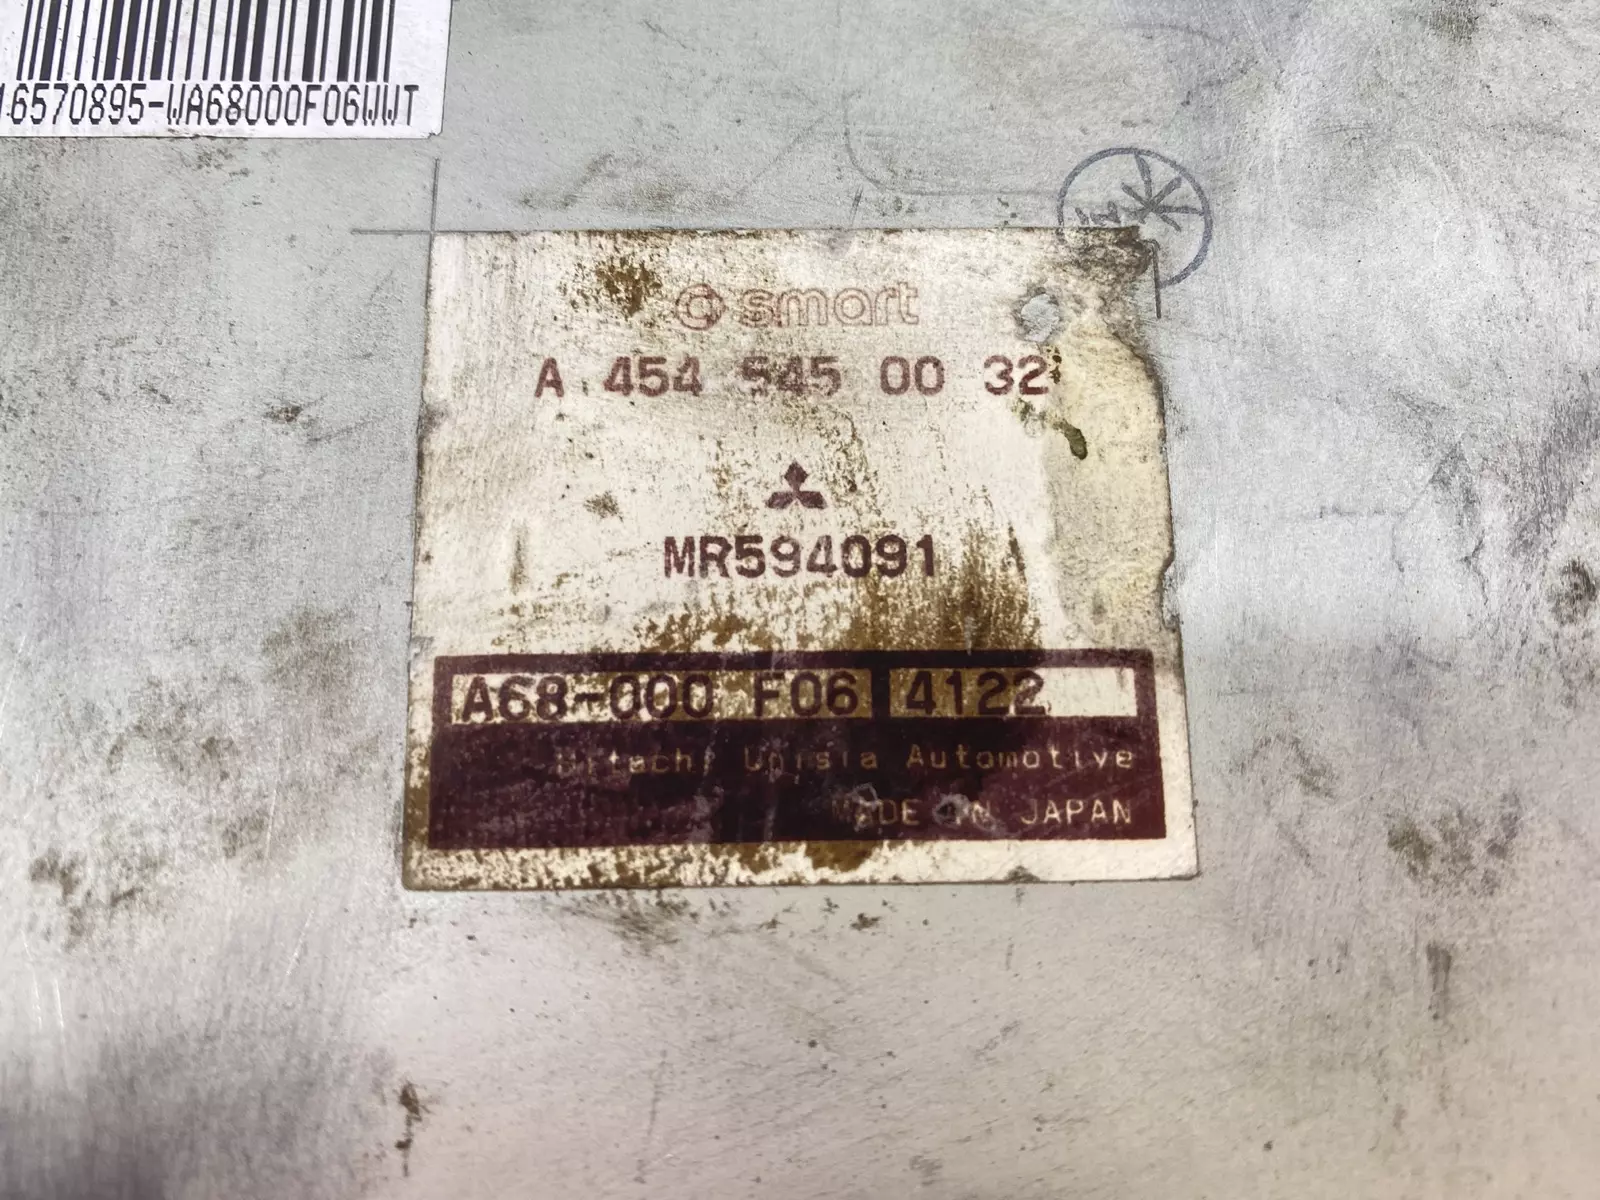 16570895-WA68000F06WWT
smart
A 454 545 00 32
MR594091
A68-000 F06 4122
Hitachi Unisia Automotive
MADE IN JAPAN